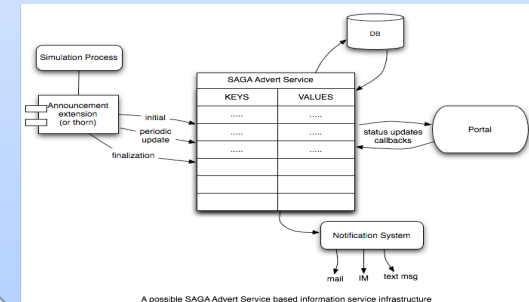 DB
Simulation Process
SAGA Advert Service
KEYS VALUES
Announcement
extension
(or thorn)
initial
periodic
update
finalization
..... .....
..... .....
..... .....
status updates
callbacks
Portal
Notification System
mail IM text msg
A possible SAGA Advert Service based information service infrastructure